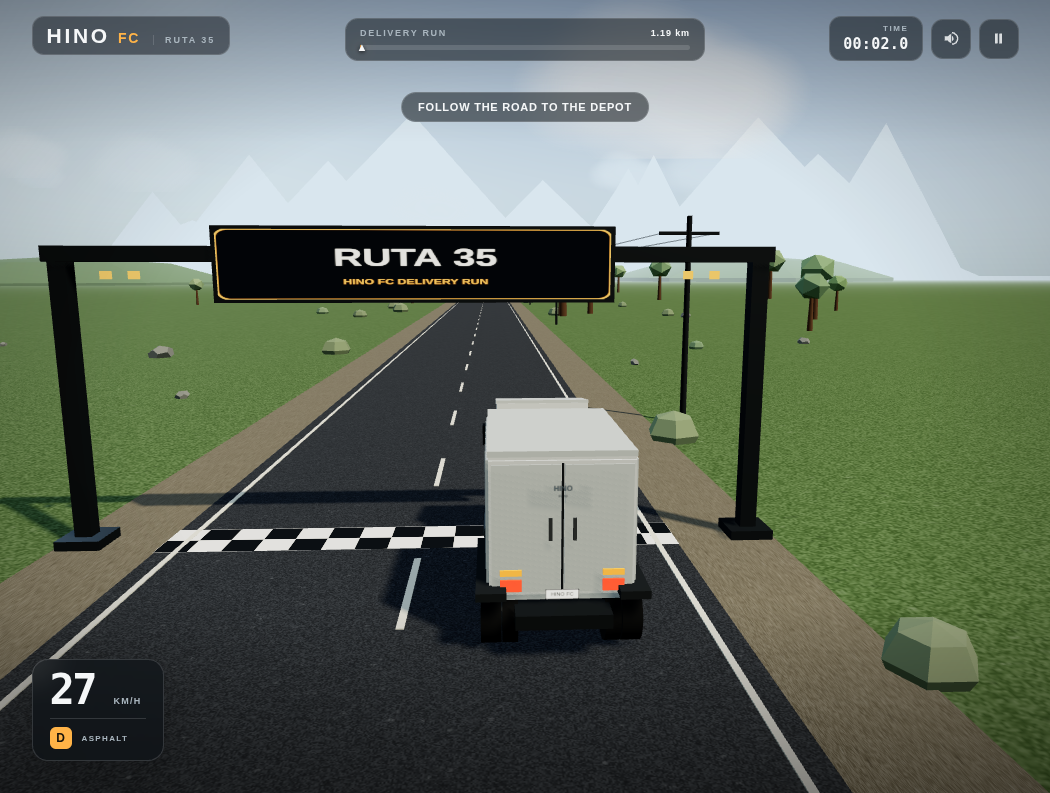 HINO FC | RUTA 35
DELIVERY RUN 1.19 km
TIME
00:02.0
FOLLOW THE ROAD TO THE DEPOT
RUTA 35
HINO FC DELIVERY RUN
HINO
HINO FC
27 KM/H
D ASPHALT